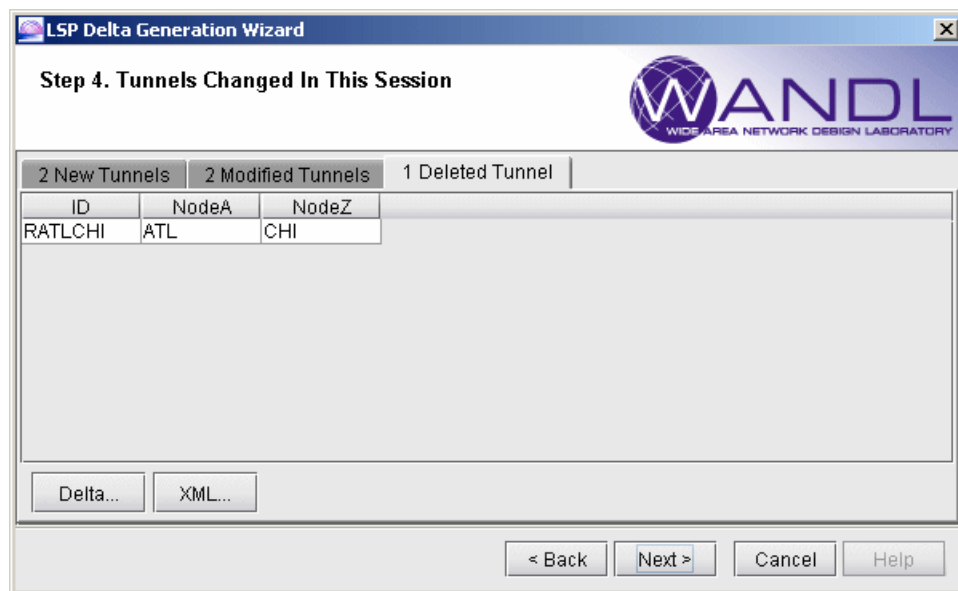 LSP Delta Generation Wizard
Step 4. Tunnels Changed In This Session
WANDL
WIDE AREA NETWORK DESIGN LABORATORY
2 New Tunnels 2 Modified Tunnels 1 Deleted Tunnel
ID NodeA NodeZ
RATLCHI ATL CHI
Delta... XML...
< Back Next > Cancel Help